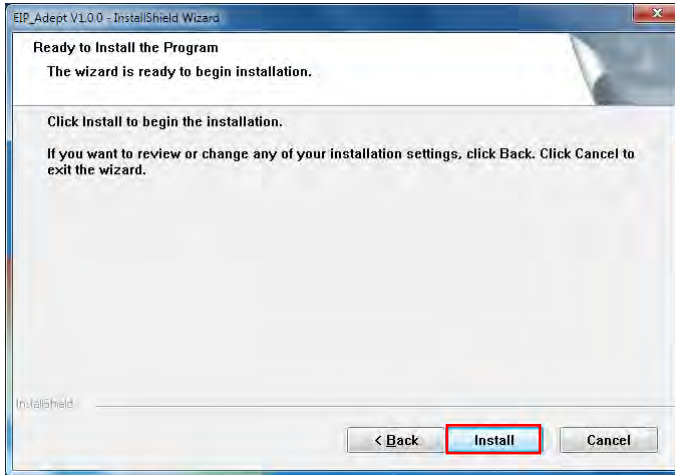 EIP_Adept V1.0.0 - InstallShield Wizard
Ready to Install the Program
The wizard is ready to begin installation.
Click Install to begin the installation.
If you want to review or change any of your installation settings, click Back. Click Cancel to
exit the wizard.
InstallShield
< Back Install Cancel